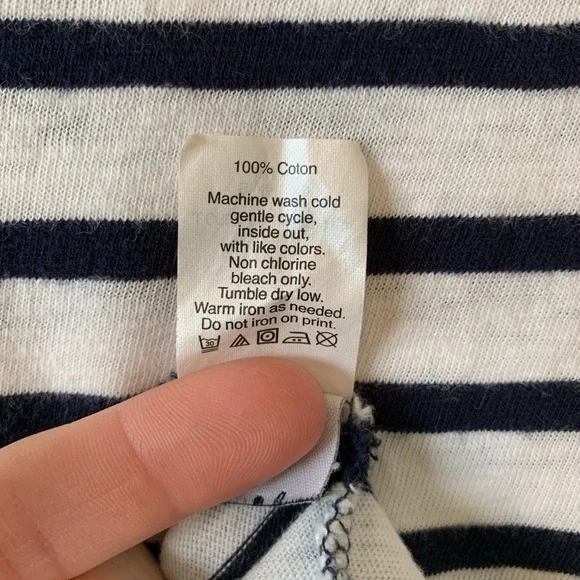 100% Coton
Machine wash cold
gentle cycle,
inside out,
with like colors.
Non chlorine
bleach only.
Tumble dry low.
Warm iron as needed.
Do not iron on print.
30